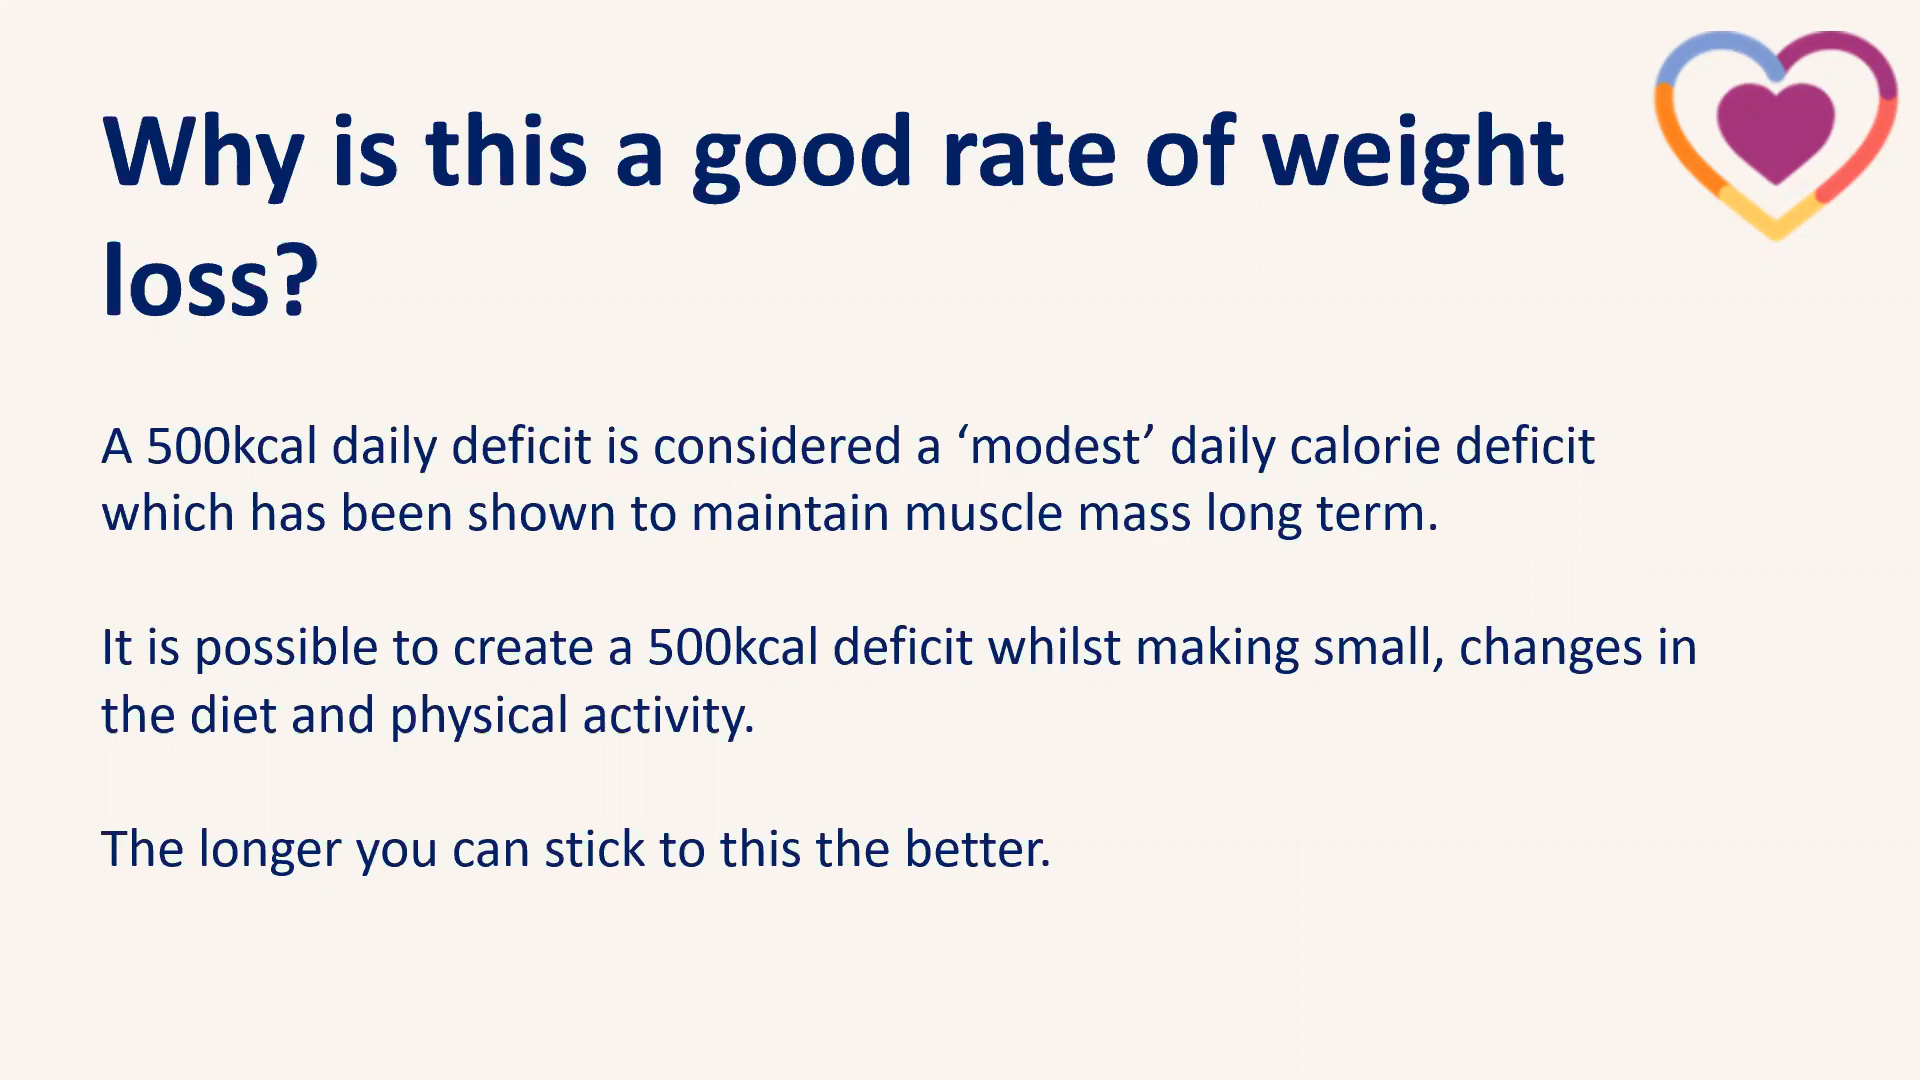 Why is this a good rate of weight
loss?
A 500kcal daily deficit is considered a ‘modest’ daily calorie deficit
which has been shown to maintain muscle mass long term.
It is possible to create a 500kcal deficit whilst making small, changes in
the diet and physical activity.
The longer you can stick to this the better.